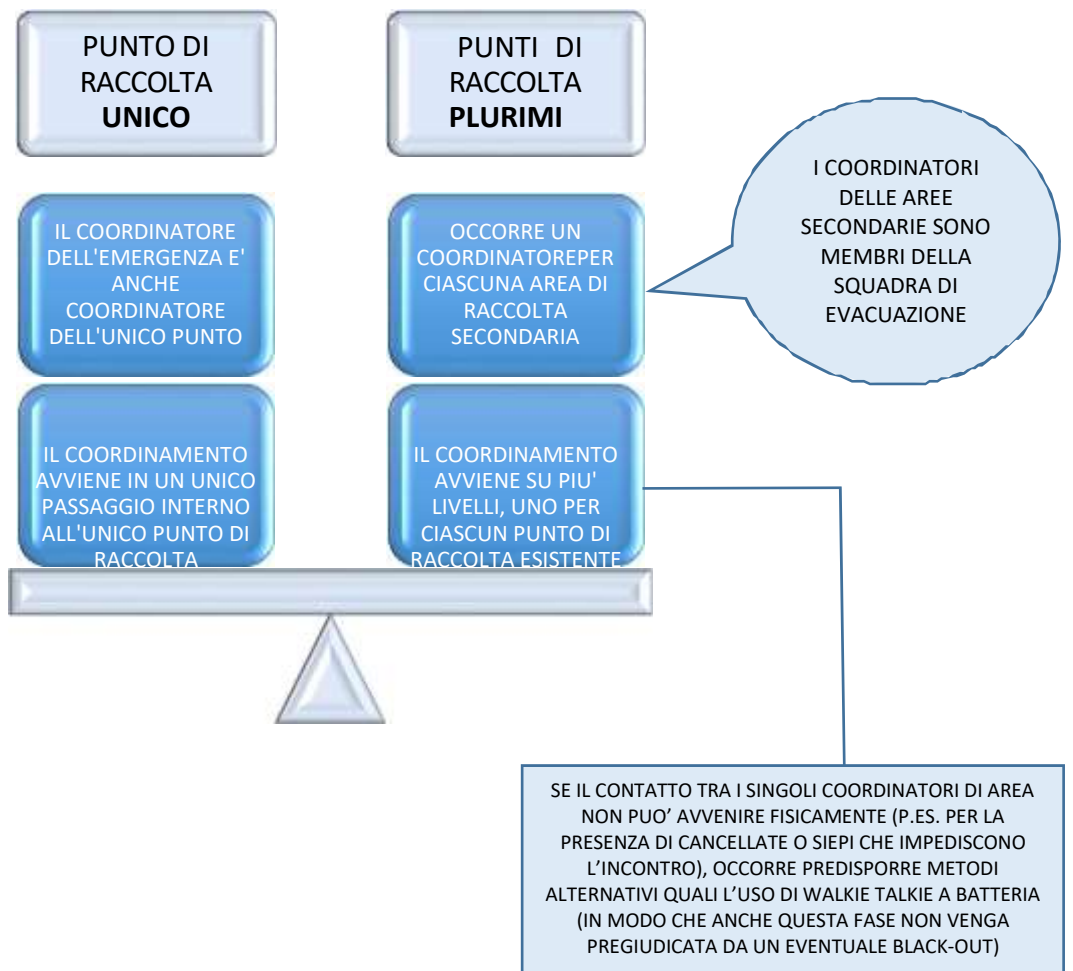 PUNTO DI
RACCOLTA
UNICO
PUNTI DI
RACCOLTA
PLURIMI
IL COORDINATORE
DELL'EMERGENZA E'
ANCHE
COORDINATORE
DELL'UNICO PUNTO
OCCORRE UN
COORDINATOREPER
CIASCUNA AREA DI
RACCOLTA
SECONDARIA
I COORDINATORI
DELLE AREE
SECONDARIE SONO
MEMBRI DELLA
SQUADRA DI
EVACUAZIONE
IL COORDINAMENTO
AVVIENE IN UN UNICO
PASSAGGIO INTERNO
ALL'UNICO PUNTO DI
RACCOLTA
IL COORDINAMENTO
AVVIENE SU PIU'
LIVELLI, UNO PER
CIASCUN PUNTO DI
RACCOLTA ESISTENTE
SE IL CONTATTO TRA I SINGOLI COORDINATORI DI AREA
NON PUO’ AVVENIRE FISICAMENTE (P.ES. PER LA
PRESENZA DI CANCELLATE O SIEPI CHE IMPEDISCONO
L’INCONTRO), OCCORRE PREDISPORRE METODI
ALTERNATIVI QUALI L’USO DI WALKIE TALKIE A BATTERIA
(IN MODO CHE ANCHE QUESTA FASE NON VENGA
PREGIUDICATA DA UN EVENTUALE BLACK-OUT)